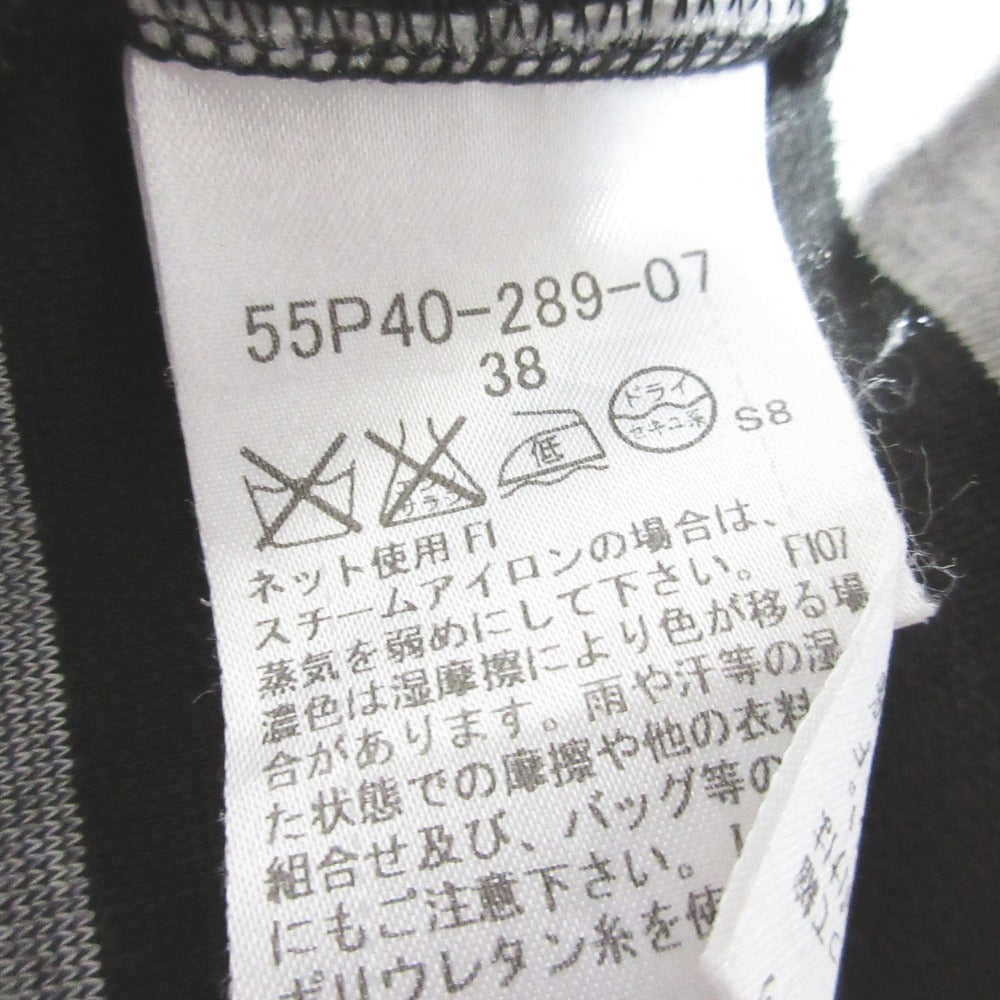 55P40-289-07
38
低
ドライ
セキユ系
S8
ネット使用 FI
スチームアイロンの場合は、
蒸気を弱めにして下さい。 FI07
濃色は湿摩擦により色が移る場
合があります。雨や汗等の湿
た状態での摩擦や他の衣料
組合せ及び、バッグ等の
にもご注意下さい。
ポリウレタン糸を使